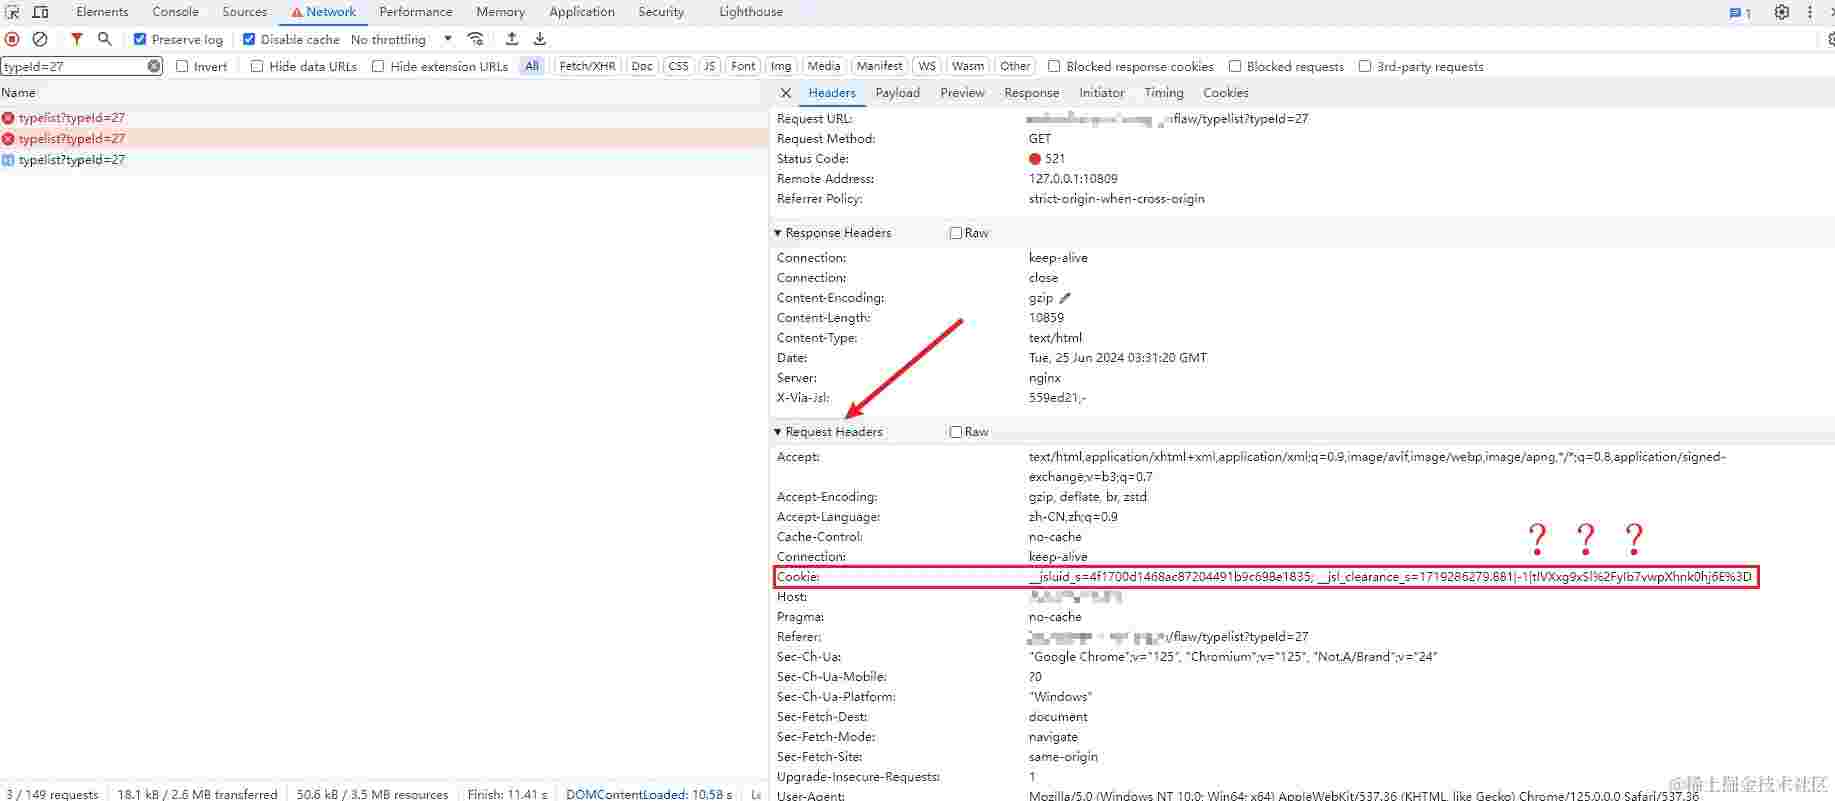 Elements Console Sources Network Performance Memory Application Security Lighthouse 1
Preserve log Disable cache No throttling
typeId=27 Invert Hide data URLs Hide extension URLs All Fetch/XHR Doc CSS JS Font Img Media Manifest WS Wasm Other Blocked response cookies Blocked requests 3rd-party requests
Name
typelist?typeId=27
typelist?typeId=27
typelist?typeId=27
Headers Payload Preview Response Initiator Timing Cookies
Request URL: flaw/typelist?typeId=27
Request Method: GET
Status Code: 521
Remote Address: 127.0.0.1:10809
Referrer Policy: strict-origin-when-cross-origin
Response Headers Raw
Connection: keep-alive
Connection: close
Content-Encoding: gzip
Content-Length: 10859
Content-Type: text/html
Date: Tue, 25 Jun 2024 03:31:20 GMT
Server: nginx
X-Via-Jsl: 559ed21,-
Request Headers Raw
Accept: text/html,application/xhtml+xml,application/xml;q=0.9,image/avif,image/webp,image/apng,*/*;q=0.8,application/signed-
exchange;v=b3;q=0.7
Accept-Encoding: gzip, deflate, br, zstd
Accept-Language: zh-CN,zh;q=0.9
Cache-Control: no-cache
? ? ?
Connection: keep-alive
Cookie: __jsluid_s=4f1700d1468ac87204491b9c698e1835; __jsl_clearance_s=1719286279.881|-1|tlVXxg9xSl%2Fylb7vwpXhnk0hj6E%3D
Host:
Pragma: no-cache
Referer: /flaw/typelist?typeId=27
Sec-Ch-Ua: "Google Chrome";v="125", "Chromium";v="125", "Not.A/Brand";v="24"
Sec-Ch-Ua-Mobile: ?0
Sec-Ch-Ua-Platform: "Windows"
Sec-Fetch-Dest: document
Sec-Fetch-Mode: navigate
Sec-Fetch-Site: same-origin
Upgrade-Insecure-Requests: 1
User-Agent: Mozilla/5.0 (Windows NT 10.0; Win64; x64) AppleWebKit/537.36 (KHTML, like Gecko) Chrome/125.0.0.0 Safari/537.36
3 / 149 requests 18.1 kB / 2.6 MB transferred 50.6 kB / 3.5 MB resources Finish: 11.41 s DOMContentLoaded: 10.58 s
@稀土掘金技术社区